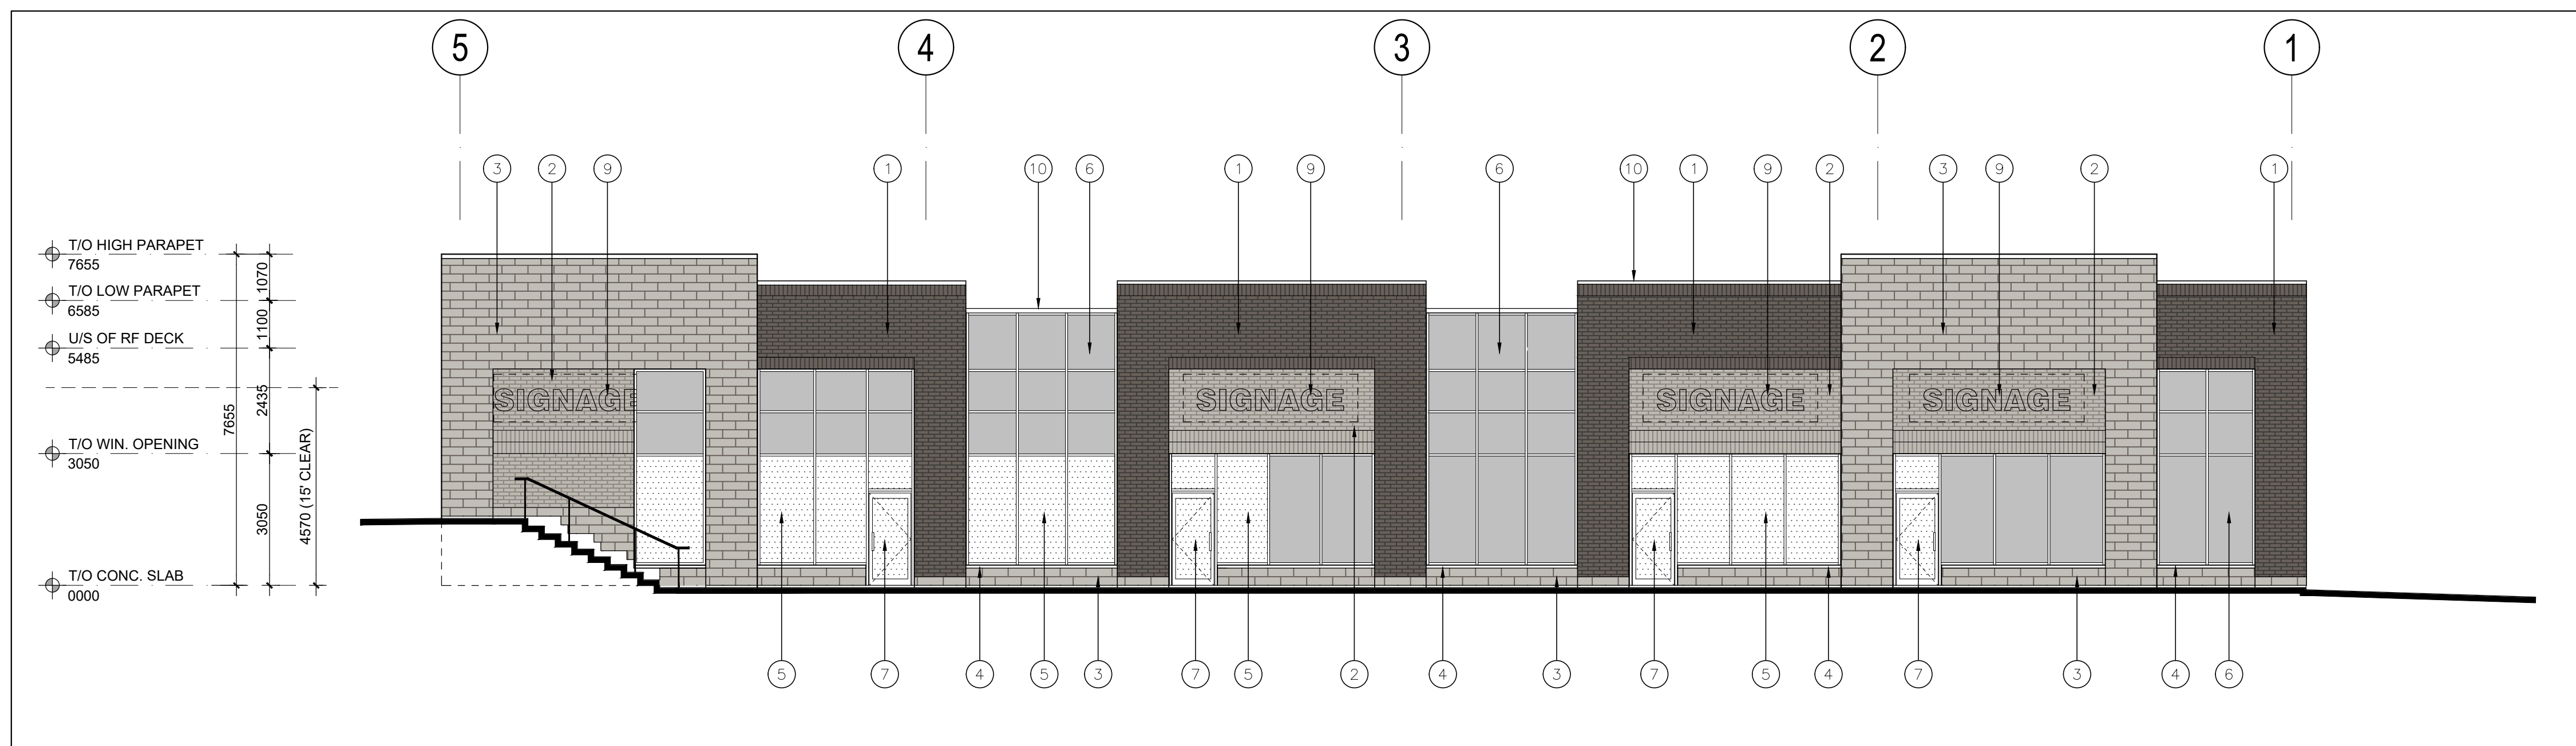 5 4 3 2 1
3 2 9 1 10 6 1 9 6 10 1 9 2 3 9 2 1
T/O HIGH PARAPET
7655
1070
T/O LOW PARAPET
6585
1100
U/S OF RF DECK
5485
2435
7655
4570 (15' CLEAR)
T/O WIN. OPENING
3050
3050
T/O CONC. SLAB
0000
SIGNAGE SIGNAGE SIGNAGE SIGNAGE
5 7 4 5 3 7 5 2 4 3 7 5 4 7 3 4 6